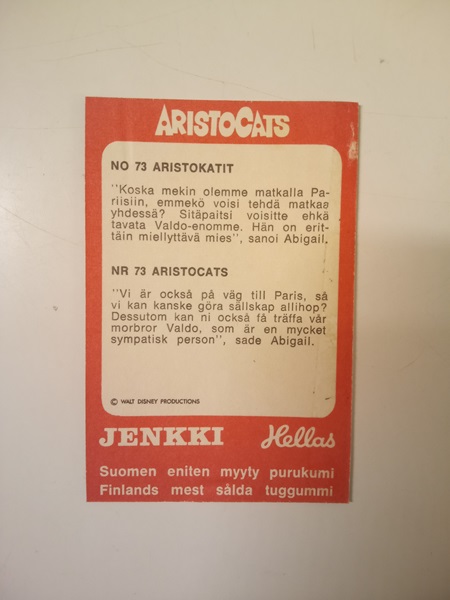 ARISTOCATS
NO 73 ARISTOKATIT
"Koska mekin olemme matkalla Pa-
riisiin, emmekö voisi tehdä matkaa
yhdessä? Sitäpaitsi voisitte ehkä
tavata Valdo-enomme. Hän on erit-
täin miellyttävä mies", sanoi Abigail.
NR 73 ARISTOCATS
"Vi är också på väg till Paris, så
vi kan kanske göra sällskap allihop?
Dessutom kan ni också få träffa vår
morbror Valdo, som är en mycket
sympatisk person", sade Abigail.
© WALT DISNEY PRODUCTIONS
JENKKI Hellas
Suomen eniten myyty purukumi
Finlands mest sålda tuggummi